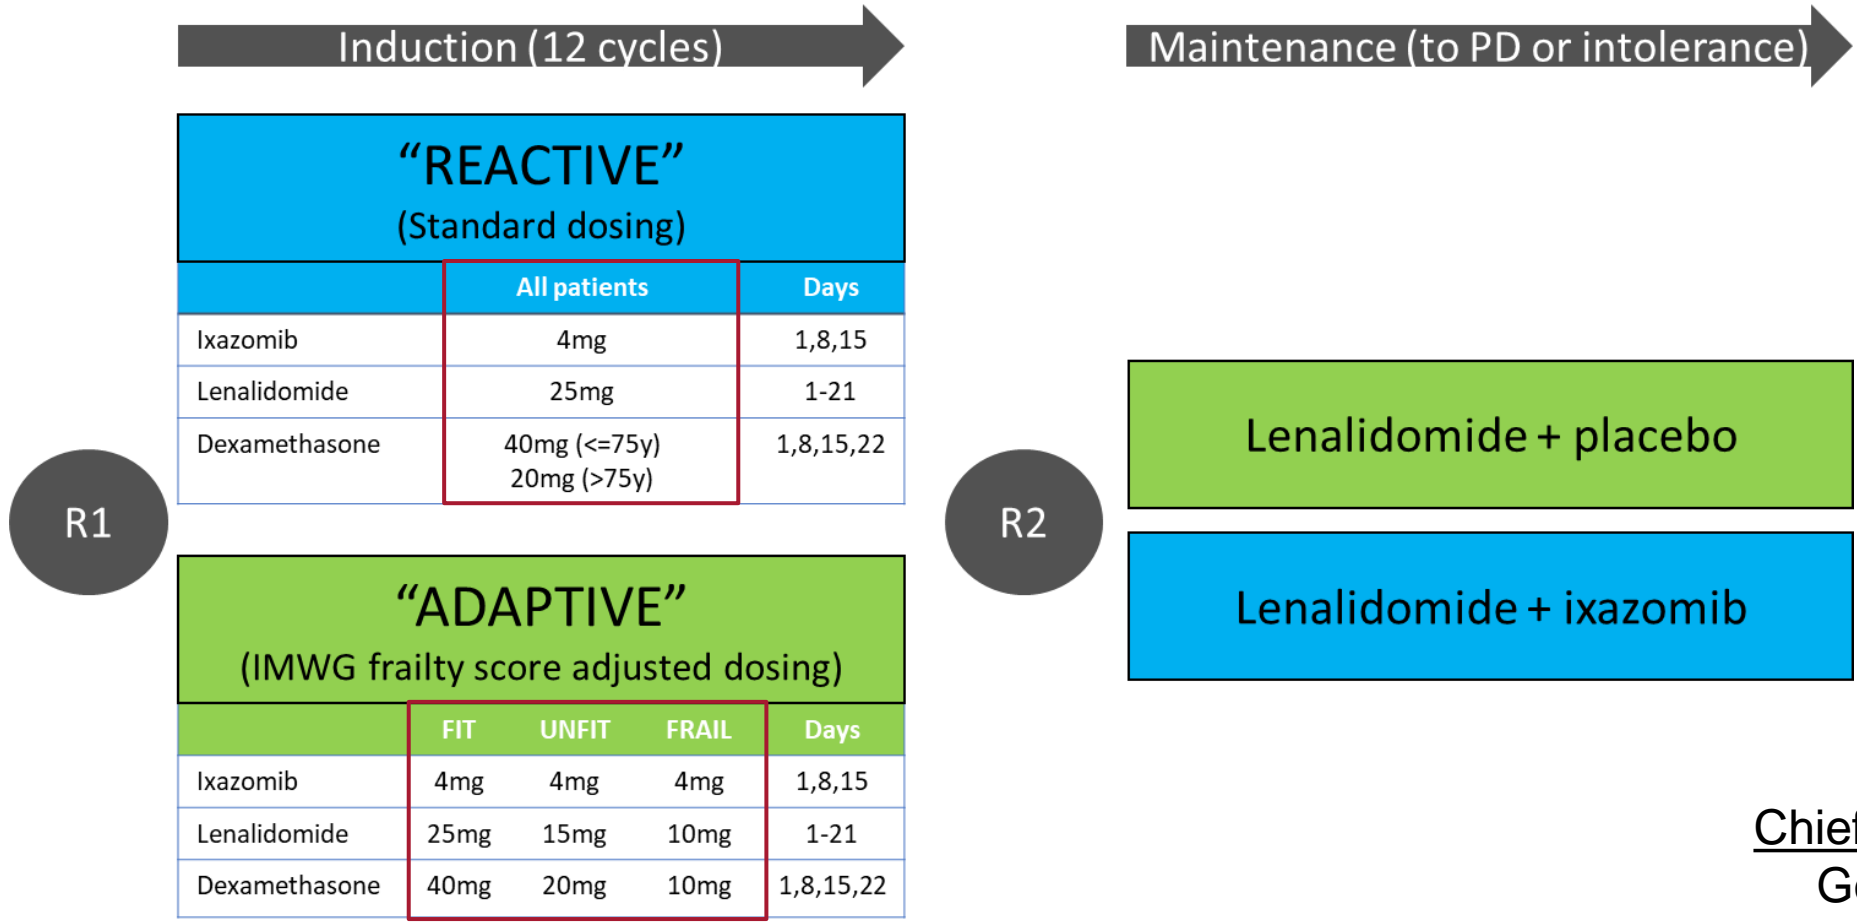 Induction (12 cycles)
Maintenance (to PD or intolerance)
“REACTIVE”
(Standard dosing)
All patients Days
Ixazomib 4mg 1,8,15
Lenalidomide 25mg 1-21
Dexamethasone 40mg (<=75y) 1,8,15,22
20mg (>75y)
R1
“ADAPTIVE”
(IMWG frailty score adjusted dosing)
FIT UNFIT FRAIL Days
Ixazomib 4mg 4mg 4mg 1,8,15
Lenalidomide 25mg 15mg 10mg 1-21
Dexamethasone 40mg 20mg 10mg 1,8,15,22
R2
Lenalidomide + placebo
Lenalidomide + ixazomib
Chief